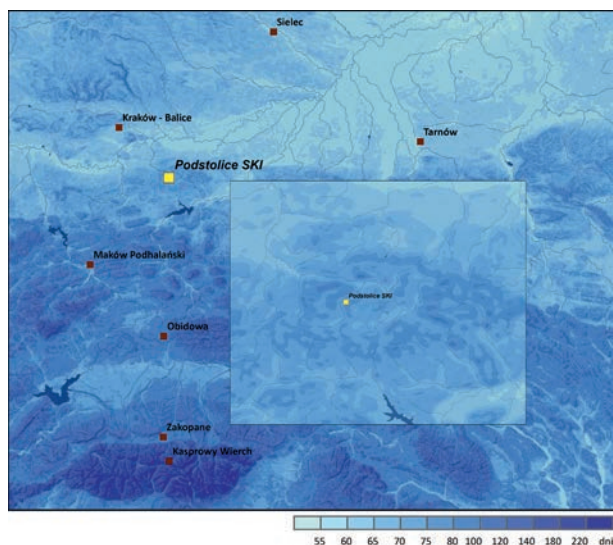 Sielec
Kraków - Balice
Tarnów
Podstolice SKI
Maków Podhalański
Podstolice SKI
Obidowa
Zakopane
Kasprowy Wierch
55 60 65 70 75 80 100 120 140 180 220 dni